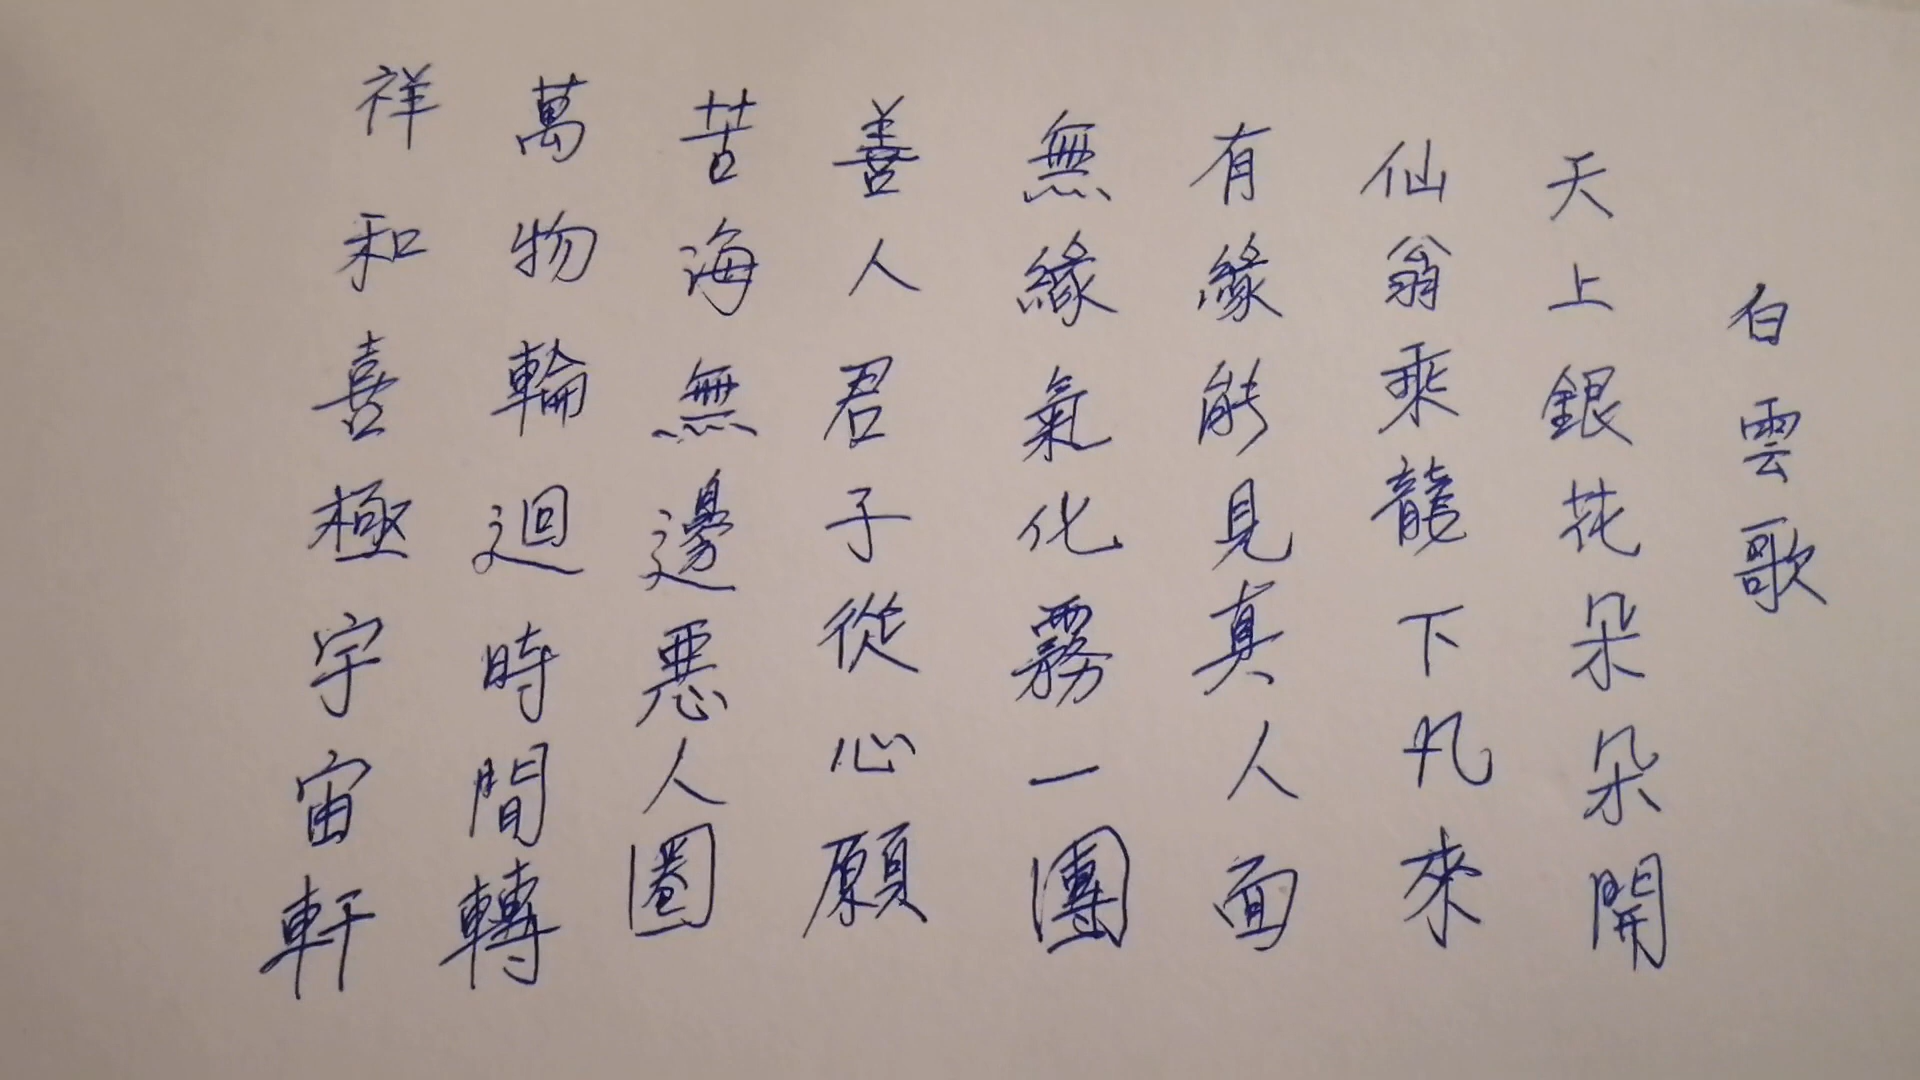 白雲歌
天上銀花朵朵開
仙翁乘龍下凡來
有緣能見真人面
無緣氣化霧一團
善人君子從心願
苦海無邊惡人圈
萬物輪迴時間轉
祥和喜極宇宙軒